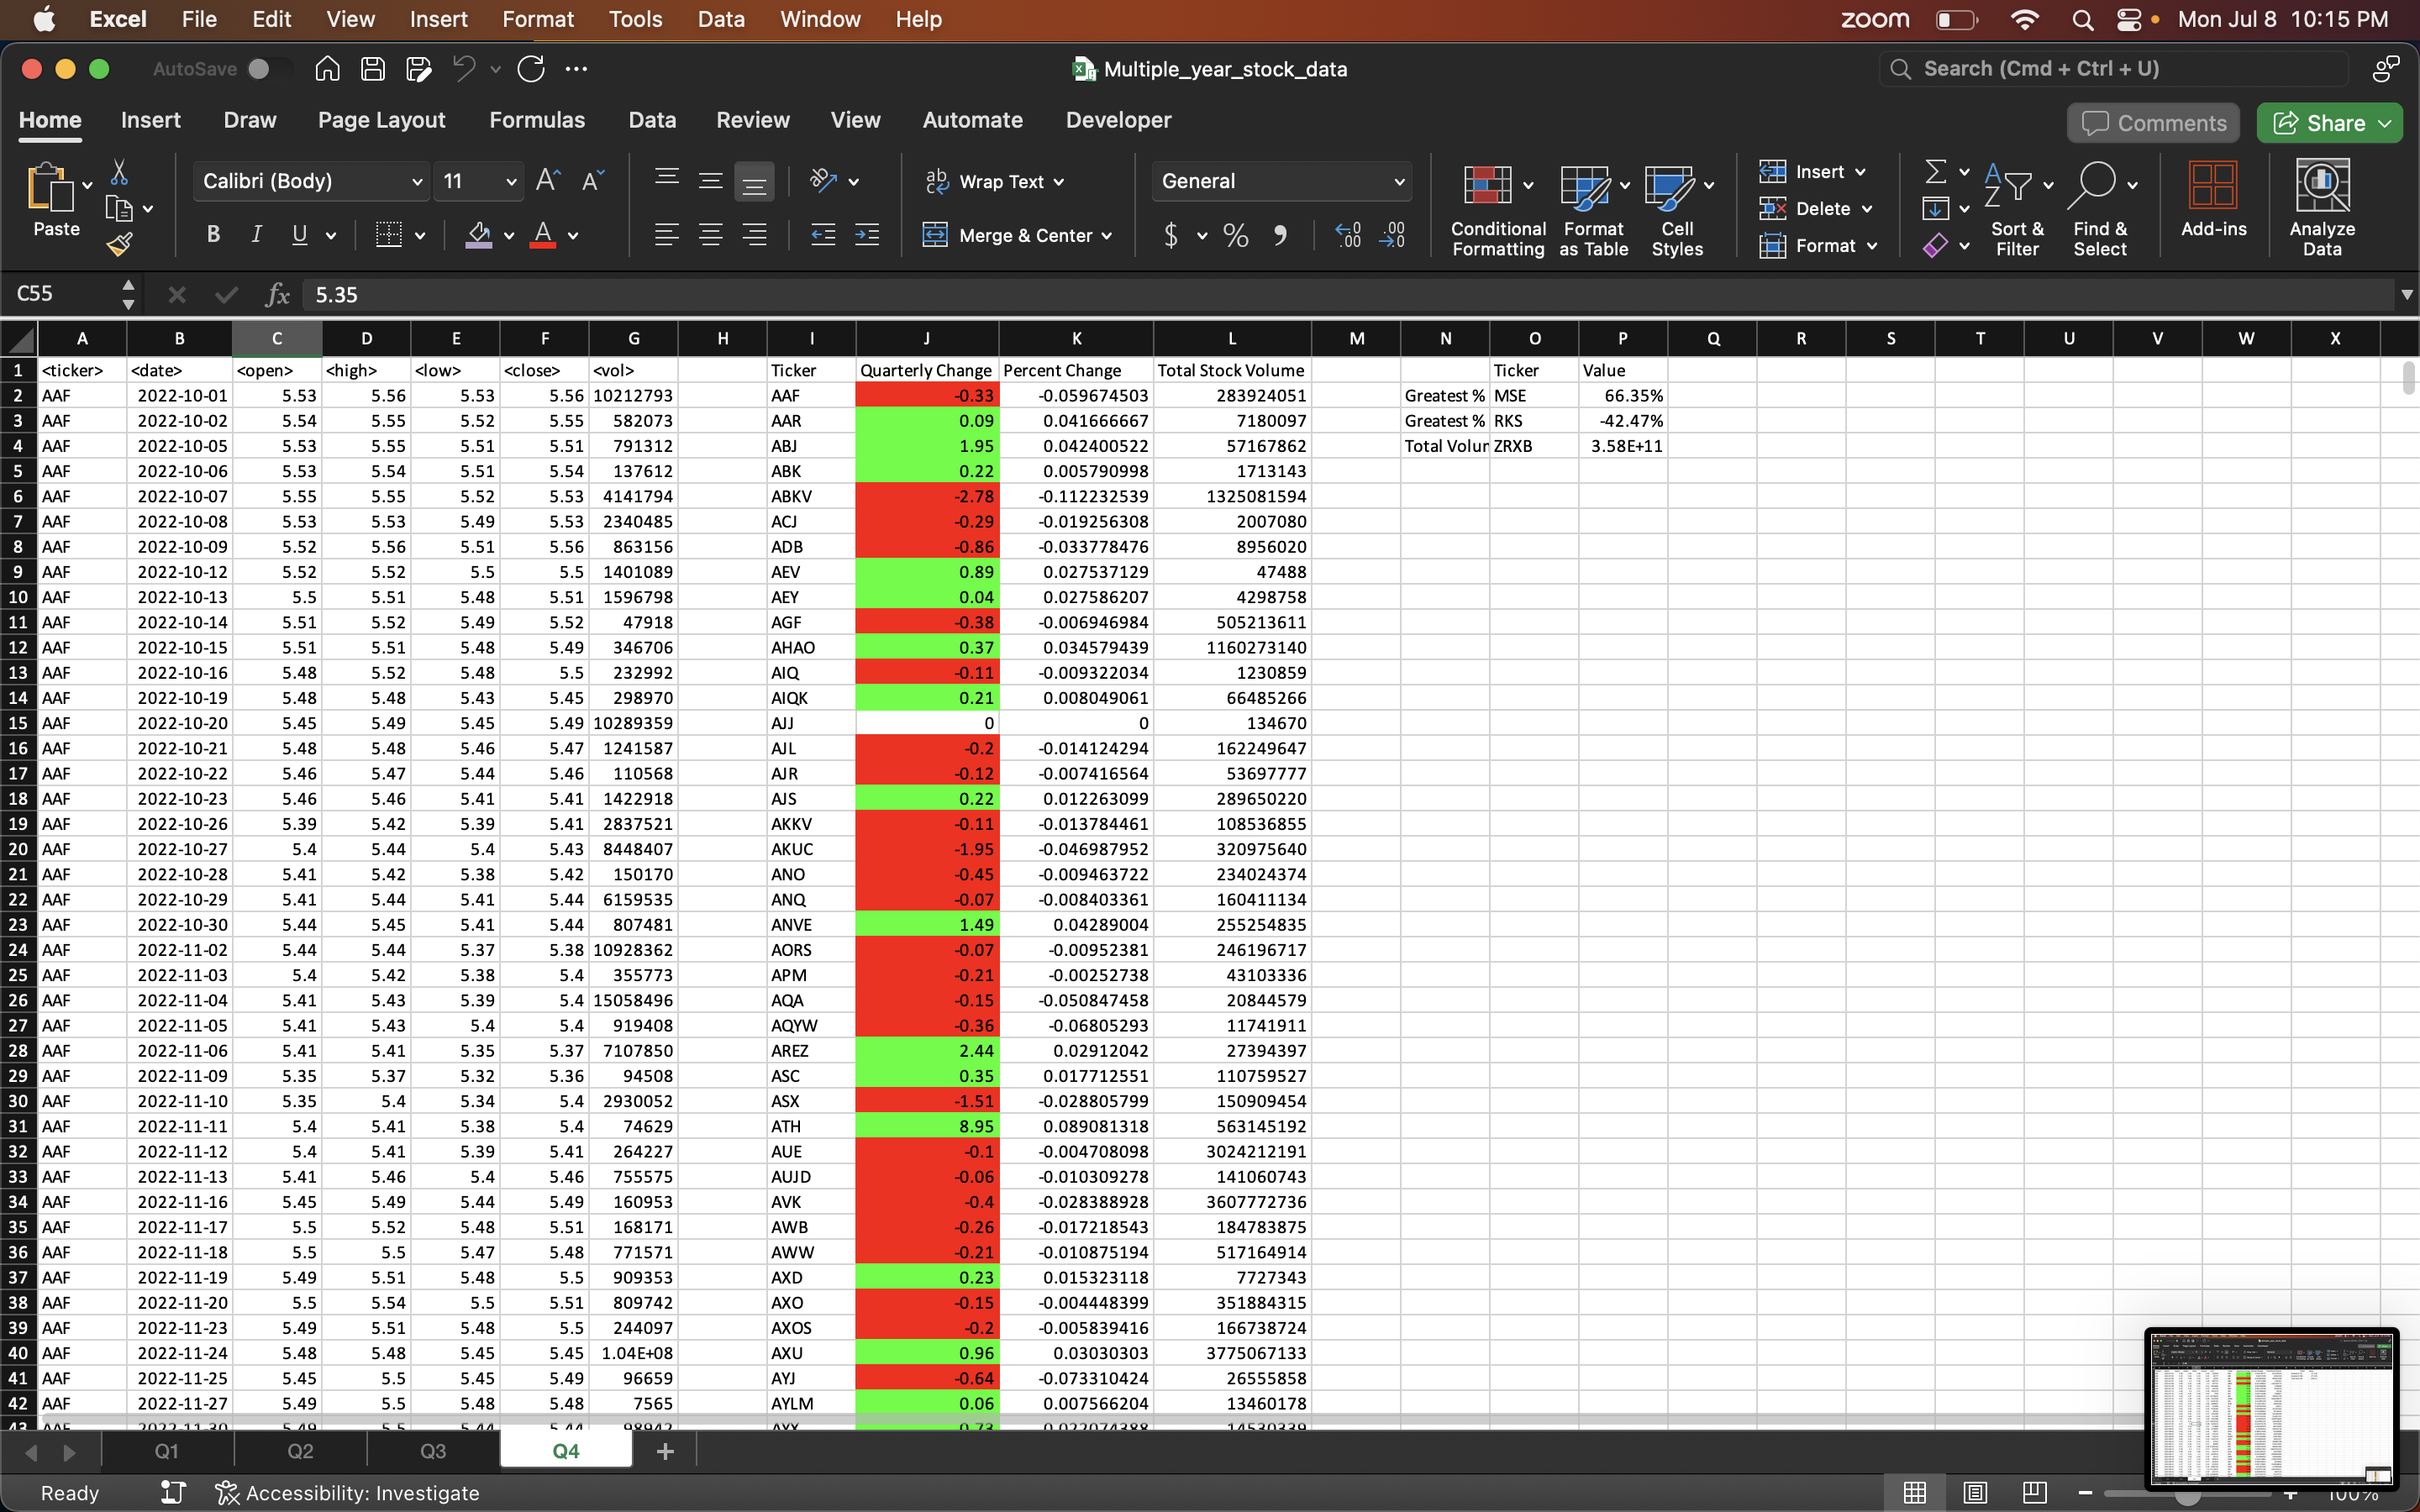 Excel File Edit View Insert Format Tools Data Window Help zoom Mon Jul 8 10:15 PM
AutoSave Multiple_year_stock_data Search (Cmd + Ctrl + U)
Home Insert Draw Page Layout Formulas Data Review View Automate Developer Comments Share
Paste Calibri (Body) 11 Wrap Text General Insert
Delete
B I U Merge & Center $ % Format
Conditional Formatting Format as Table Cell Styles Sort & Filter Find & Select Add-ins Analyze Data
C55 fx 5.35
A B C D E F G H I J K L M N O P Q R S T U V W X
1 <ticker> <date> <open> <high> <low> <close> <vol> Ticker Quarterly Change Percent Change Total Stock Volume Ticker Value
2 AAF 2022-10-01 5.53 5.56 5.53 5.56 10212793 AAF -0.33 -0.059674503 283924051 Greatest % MSE 66.35%
3 AAF 2022-10-02 5.54 5.55 5.52 5.55 582073 AAR 0.09 0.041666667 7180097 Greatest % RKS -42.47%
4 AAF 2022-10-05 5.53 5.55 5.51 5.51 791312 ABJ 1.95 0.042400522 57167862 Total Volur ZRXB 3.58E+11
5 AAF 2022-10-06 5.53 5.54 5.51 5.54 137612 ABK 0.22 0.005790998 1713143
6 AAF 2022-10-07 5.55 5.55 5.52 5.53 4141794 ABKV -2.78 -0.112232539 1325081594
7 AAF 2022-10-08 5.53 5.53 5.49 5.53 2340485 ACJ -0.29 -0.019256308 2007080
8 AAF 2022-10-09 5.52 5.56 5.51 5.56 863156 ADB -0.86 -0.033778476 8956020
9 AAF 2022-10-12 5.52 5.52 5.5 5.5 1401089 AEV 0.89 0.027537129 47488
10 AAF 2022-10-13 5.5 5.51 5.48 5.51 1596798 AEY 0.04 0.027586207 4298758
11 AAF 2022-10-14 5.51 5.52 5.49 5.52 47918 AGF -0.38 -0.006946984 505213611
12 AAF 2022-10-15 5.51 5.51 5.48 5.49 346706 AHAO 0.37 0.034579439 1160273140
13 AAF 2022-10-16 5.48 5.52 5.48 5.5 232992 AIQ -0.11 -0.009322034 1230859
14 AAF 2022-10-19 5.48 5.48 5.43 5.45 298970 AIQK 0.21 0.008049061 66485266
15 AAF 2022-10-20 5.45 5.49 5.45 5.49 10289359 AJJ 0 0 134670
16 AAF 2022-10-21 5.48 5.48 5.46 5.47 1241587 AJL -0.2 -0.014124294 162249647
17 AAF 2022-10-22 5.46 5.47 5.44 5.46 110568 AJR -0.12 -0.007416564 53697777
18 AAF 2022-10-23 5.46 5.46 5.41 5.41 1422918 AJS 0.22 0.012263099 289650220
19 AAF 2022-10-26 5.39 5.42 5.39 5.41 2837521 AKKV -0.11 -0.013784461 108536855
20 AAF 2022-10-27 5.4 5.44 5.4 5.43 8448407 AKUC -1.95 -0.046987952 320975640
21 AAF 2022-10-28 5.41 5.42 5.38 5.42 150170 ANO -0.45 -0.009463722 234024374
22 AAF 2022-10-29 5.41 5.44 5.41 5.44 6159535 ANQ -0.07 -0.008403361 160411134
23 AAF 2022-10-30 5.44 5.45 5.41 5.44 807481 ANVE 1.49 0.04289004 255254835
24 AAF 2022-11-02 5.44 5.44 5.37 5.38 10928362 AORS -0.07 -0.00952381 246196717
25 AAF 2022-11-03 5.4 5.42 5.38 5.4 355773 APM -0.21 -0.00252738 43103336
26 AAF 2022-11-04 5.41 5.43 5.39 5.4 15058496 AQA -0.15 -0.050847458 20844579
27 AAF 2022-11-05 5.41 5.43 5.4 5.4 919408 AQYW -0.36 -0.06805293 11741911
28 AAF 2022-11-06 5.41 5.41 5.35 5.37 7107850 AREZ 2.44 0.02912042 27394397
29 AAF 2022-11-09 5.35 5.37 5.32 5.36 94508 ASC 0.35 0.017712551 110759527
30 AAF 2022-11-10 5.35 5.4 5.34 5.4 2930052 ASX -1.51 -0.028805799 150909454
31 AAF 2022-11-11 5.4 5.41 5.38 5.4 74629 ATH 8.95 0.089081318 563145192
32 AAF 2022-11-12 5.4 5.41 5.39 5.41 264227 AUE -0.1 -0.004708098 3024212191
33 AAF 2022-11-13 5.41 5.46 5.4 5.46 755575 AUJD -0.06 -0.010309278 141060743
34 AAF 2022-11-16 5.45 5.49 5.44 5.49 160953 AVK -0.4 -0.028388928 3607772736
35 AAF 2022-11-17 5.5 5.52 5.48 5.51 168171 AWB -0.26 -0.017218543 184783875
36 AAF 2022-11-18 5.5 5.5 5.47 5.48 771571 AWW -0.21 -0.010875194 517164914
37 AAF 2022-11-19 5.49 5.51 5.48 5.5 909353 AXD 0.23 0.015323118 7727343
38 AAF 2022-11-20 5.5 5.54 5.5 5.51 809742 AXO -0.15 -0.004448399 351884315
39 AAF 2022-11-23 5.49 5.51 5.48 5.5 244097 AXOS -0.2 -0.005839416 166738724
40 AAF 2022-11-24 5.48 5.48 5.45 5.45 1.04E+08 AXU 0.96 0.03030303 3775067133
41 AAF 2022-11-25 5.45 5.5 5.45 5.49 96659 AYJ -0.64 -0.073310424 26555858
42 AAF 2022-11-27 5.49 5.5 5.48 5.48 7565 AYLM 0.06 0.007566204 13460178
Q1 Q2 Q3 Q4
Ready Accessibility: Investigate 100%